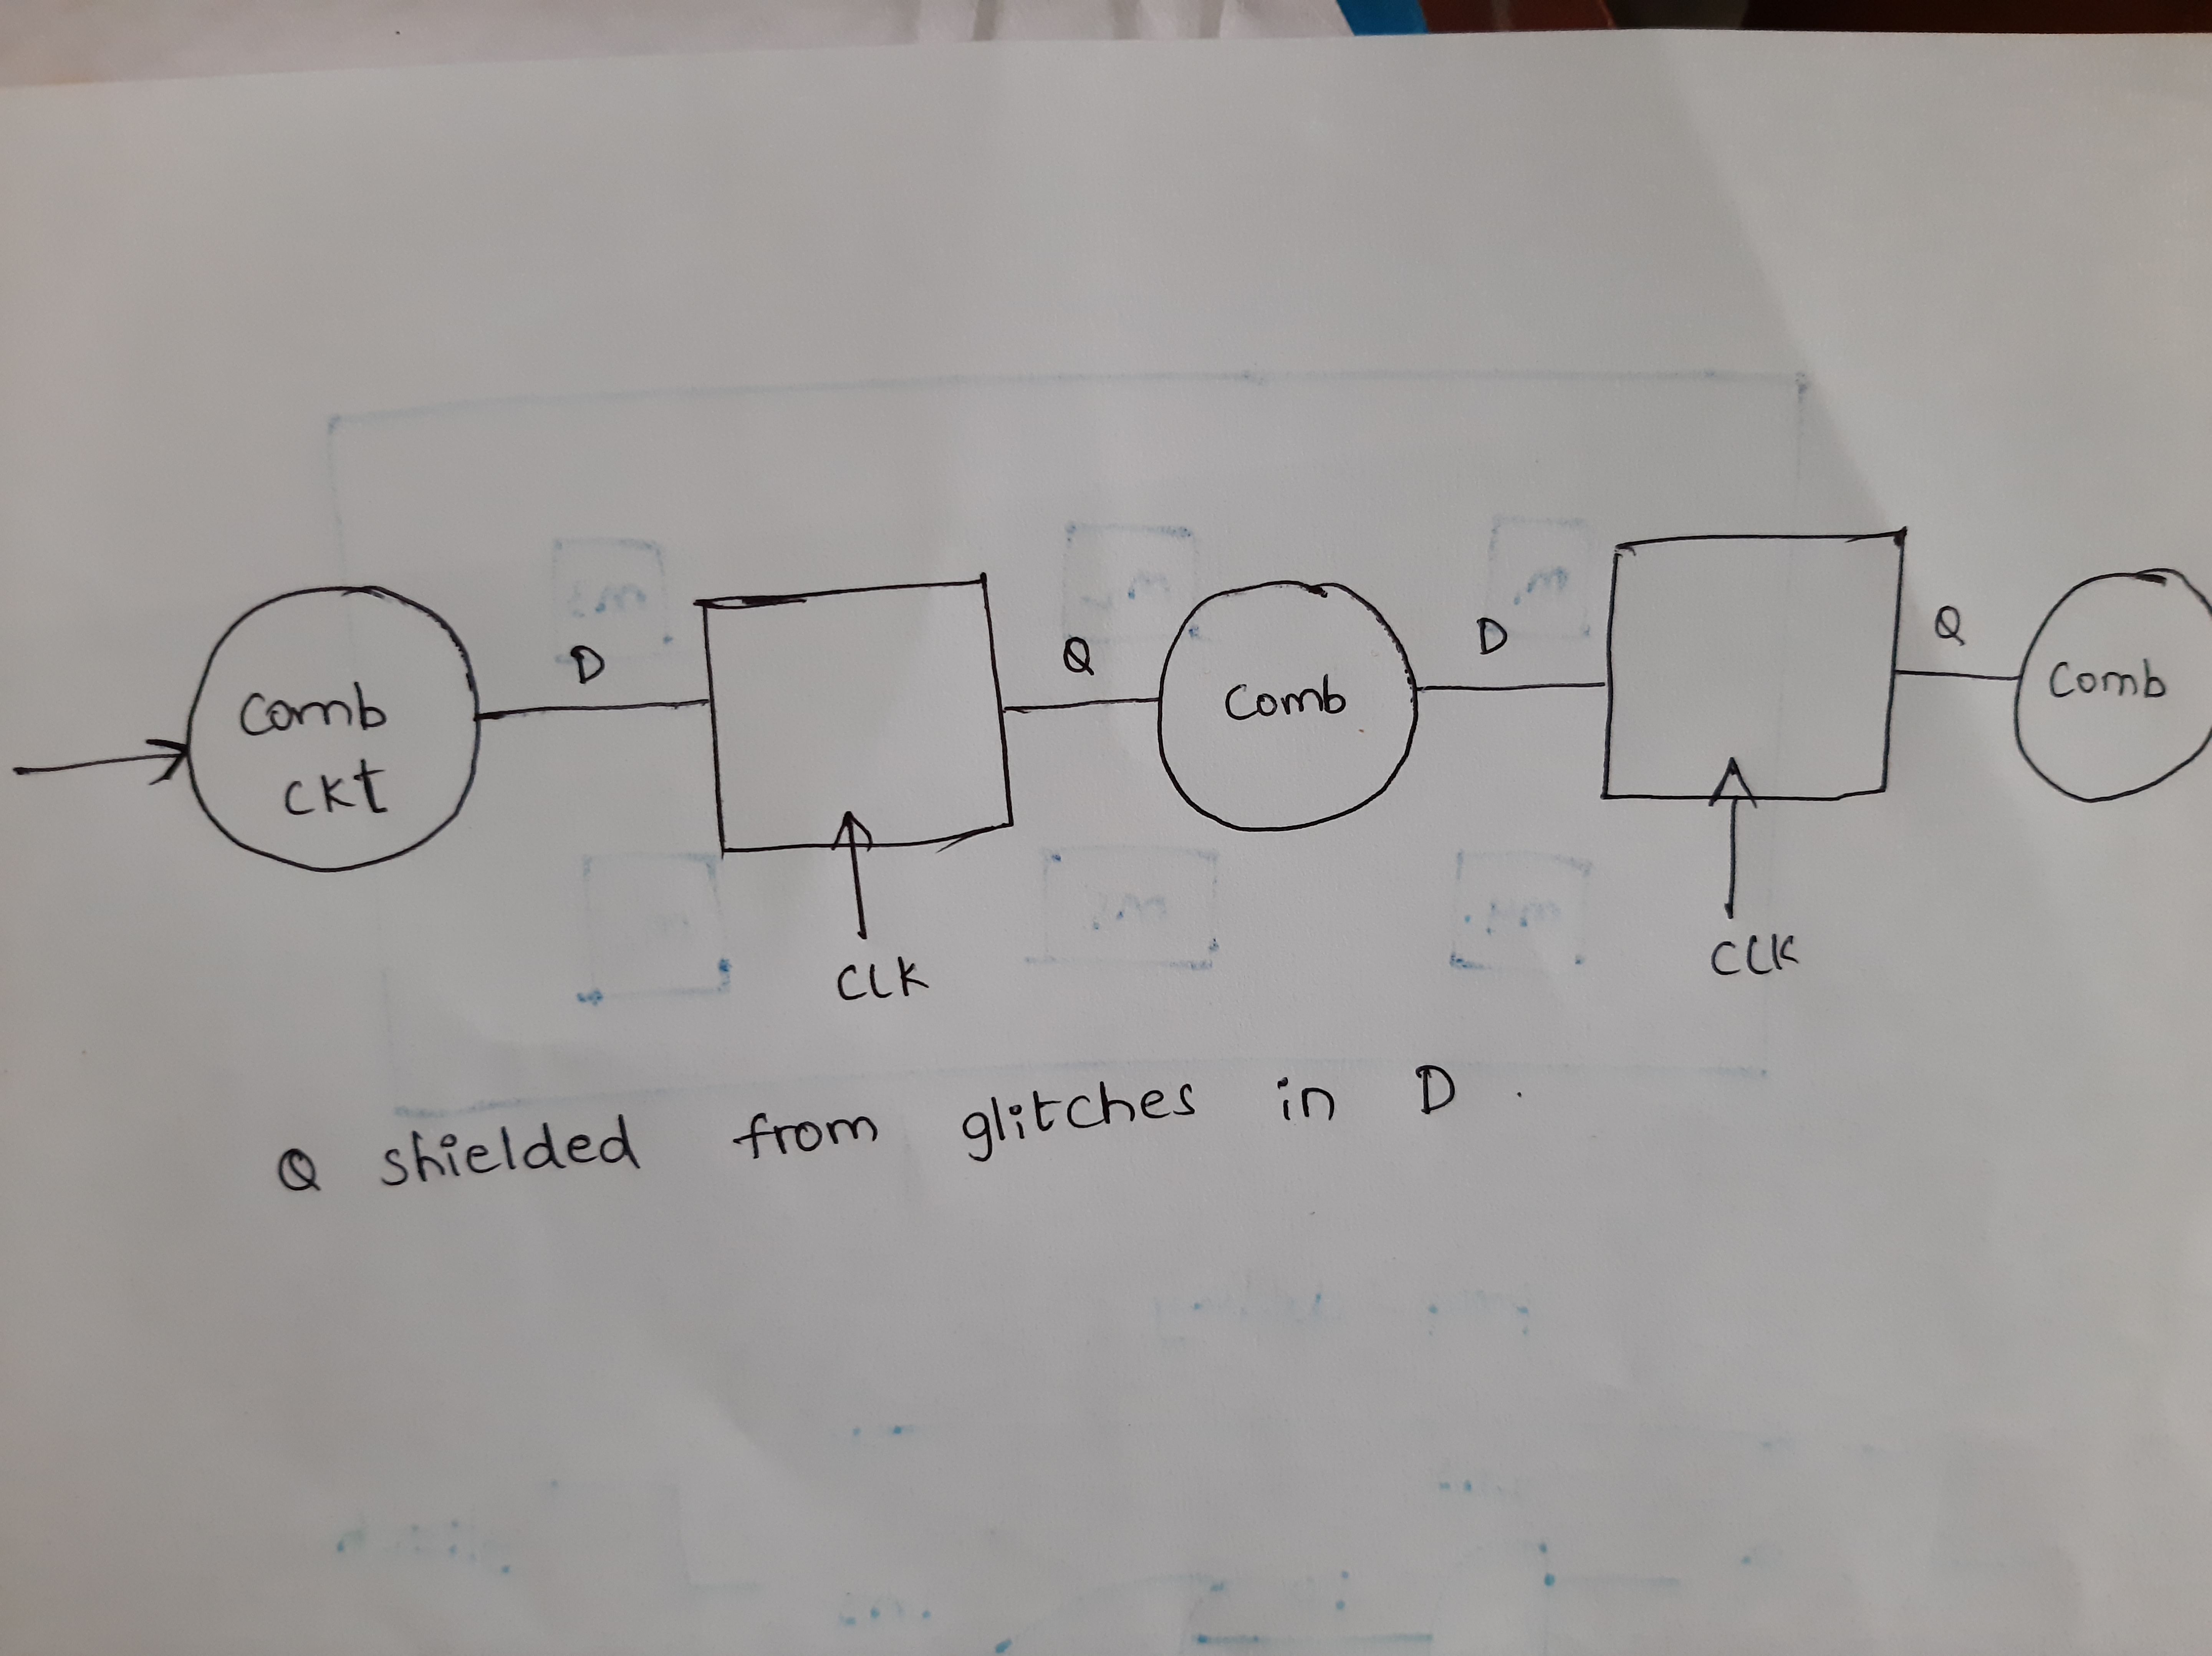 Comb
ckt
D
Q
Comb
D
Q
Comb
CLK
CLK
Q shielded from glitches in D.